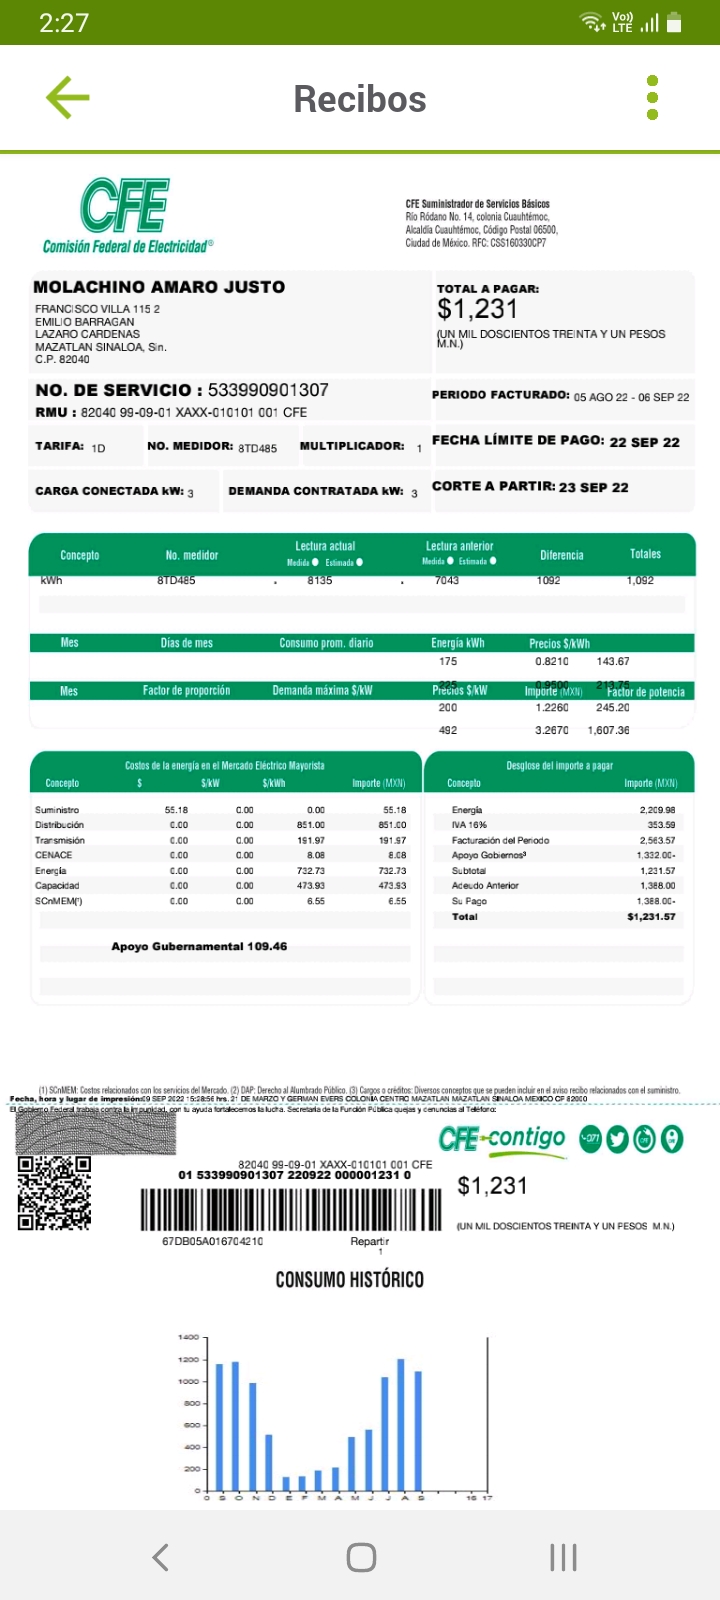 2:27
Vo))
LTE
Recibos
CFE
Comisión Federal de Electricidad®
CFE Suministrador de Servicios Básicos
Río Ródano No. 14, colonia Cuauhtémoc,
Alcaldía Cuauhtémoc, Código Postal 06500,
Ciudad de México. RFC: CSS160330CP7
MOLACHINO AMARO JUSTO
FRANCISCO VILLA 115 2
EMILIO BARRAGAN
LAZARO CARDENAS
MAZATLAN SINALOA, Sin.
C.P. 82040
TOTAL A PAGAR:
$1,231
(UN MIL DOSCIENTOS TREINTA Y UN PESOS
M.N.)
NO. DE SERVICIO : 533990901307
RMU : 82040 99-09-01 XAXX-010101 001 CFE
PERIODO FACTURADO: 05 AGO 22 - 06 SEP 22
TARIFA: 1D NO. MEDIDOR: 8TD485 MULTIPLICADOR: 1
FECHA LÍMITE DE PAGO: 22 SEP 22
CARGA CONECTADA kW: 3 DEMANDA CONTRATADA kW: 3
CORTE A PARTIR: 23 SEP 22
Concepto No. medidor Lectura actual Lectura anterior Diferencia Totales
Medida Estimada Medida Estimada
kWh 8TD485 . 8135 . 7043 1092 1,092
Mes Días de mes Consumo prom. diario Energía kWh Precios $/kWh
175 0.8210 143.67
225 0.9500 213.75
Mes Factor de proporción Demanda máxima $/kW Precios $/kW Importe (MXN) Factor de potencia
200 1.2260 245.20
492 3.2670 1,607.36
Costos de la energía en el Mercado Eléctrico Mayorista
Concepto $ $/kW $/kWh Importe (MXN)
Suministro 55.18 0.00 0.00 55.18
Distribución 0.00 0.00 851.00 851.00
Transmisión 0.00 0.00 191.97 191.97
CENACE 0.00 0.00 8.08 8.08
Energía 0.00 0.00 732.73 732.73
Capacidad 0.00 0.00 473.93 473.93
SCnMEM(¹) 0.00 0.00 6.55 6.55
Apoyo Gubernamental 109.46
Desglose del importe a pagar
Concepto Importe (MXN)
Energía 2,209.98
IVA 16% 353.59
Facturación del Periodo 2,563.57
Apoyo Gobierno³ 1,332.00-
Subtotal 1,231.57
Adeudo Anterior 1,388.00
Su Pago 1,388.00-
Total $1,231.57
(1) SCnMEM: Costos relacionados con los servicios del Mercado. (2) DAP: Derecho al Alumbrado Público. (3) Cargos o créditos: Diversos conceptos que se pueden incluir en el aviso recibo relacionados con el suministro.
Fecha, hora y lugar de impresión:09 SEP 2022 15:28:56 hrs. 21 DE MARZO Y GERMAN EVERS COLONIA CENTRO MAZATLAN MAZATLAN SINALOA MEXICO CP 82000
El Gobierno Federal trabaja contra la impunidad, con tu ayuda fortalecemos la lucha. Secretaría de la Función Pública quejas y denuncias al Teléfono:
CFE contigo
071
82040 99-09-01 XAXX-010101 001 CFE
01 533990901307 220922 000001231 0
$1,231
(UN MIL DOSCIENTOS TREINTA Y UN PESOS M.N.)
67DB05A016704210 Repartir
1
CONSUMO HISTÓRICO
1400
1200
1000
800
600
400
200
0
0 S O N D E F M A M J J A S 16 17